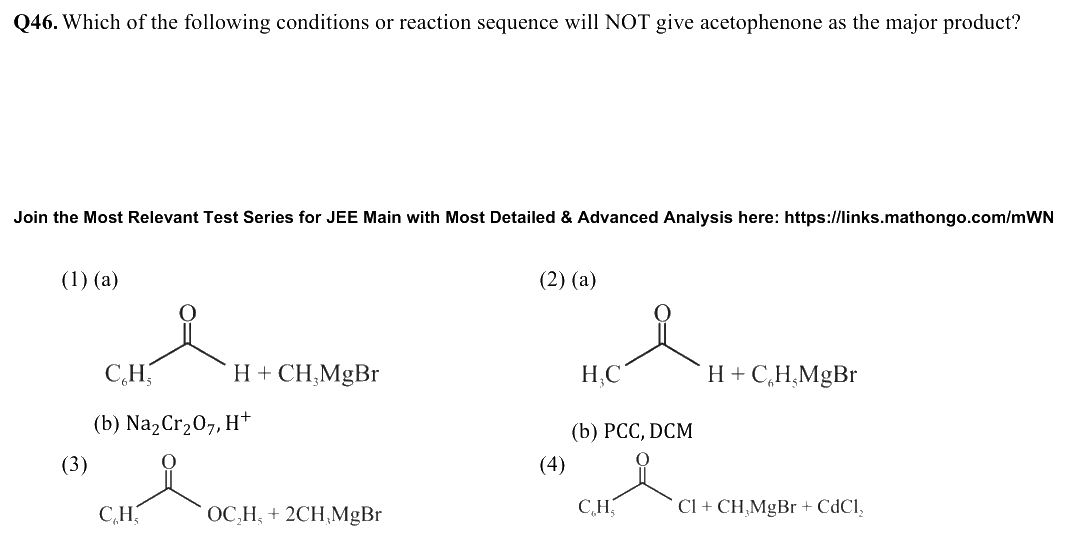 Q46. Which of the following conditions or reaction sequence will NOT give acetophenone as the major product?
Join the Most Relevant Test Series for JEE Main with Most Detailed & Advanced Analysis here: https://links.mathongo.com/mWN
(1) (a)
O
C₆H₅ H + CH₃MgBr
(b) Na₂Cr₂O₇, H⁺
(2) (a)
O
H₃C H + C₆H₅MgBr
(b) PCC, DCM
(3)
O
C₆H₅ OC₂H₅ + 2CH₃MgBr
(4)
O
C₆H₅ Cl + CH₃MgBr + CdCl₂